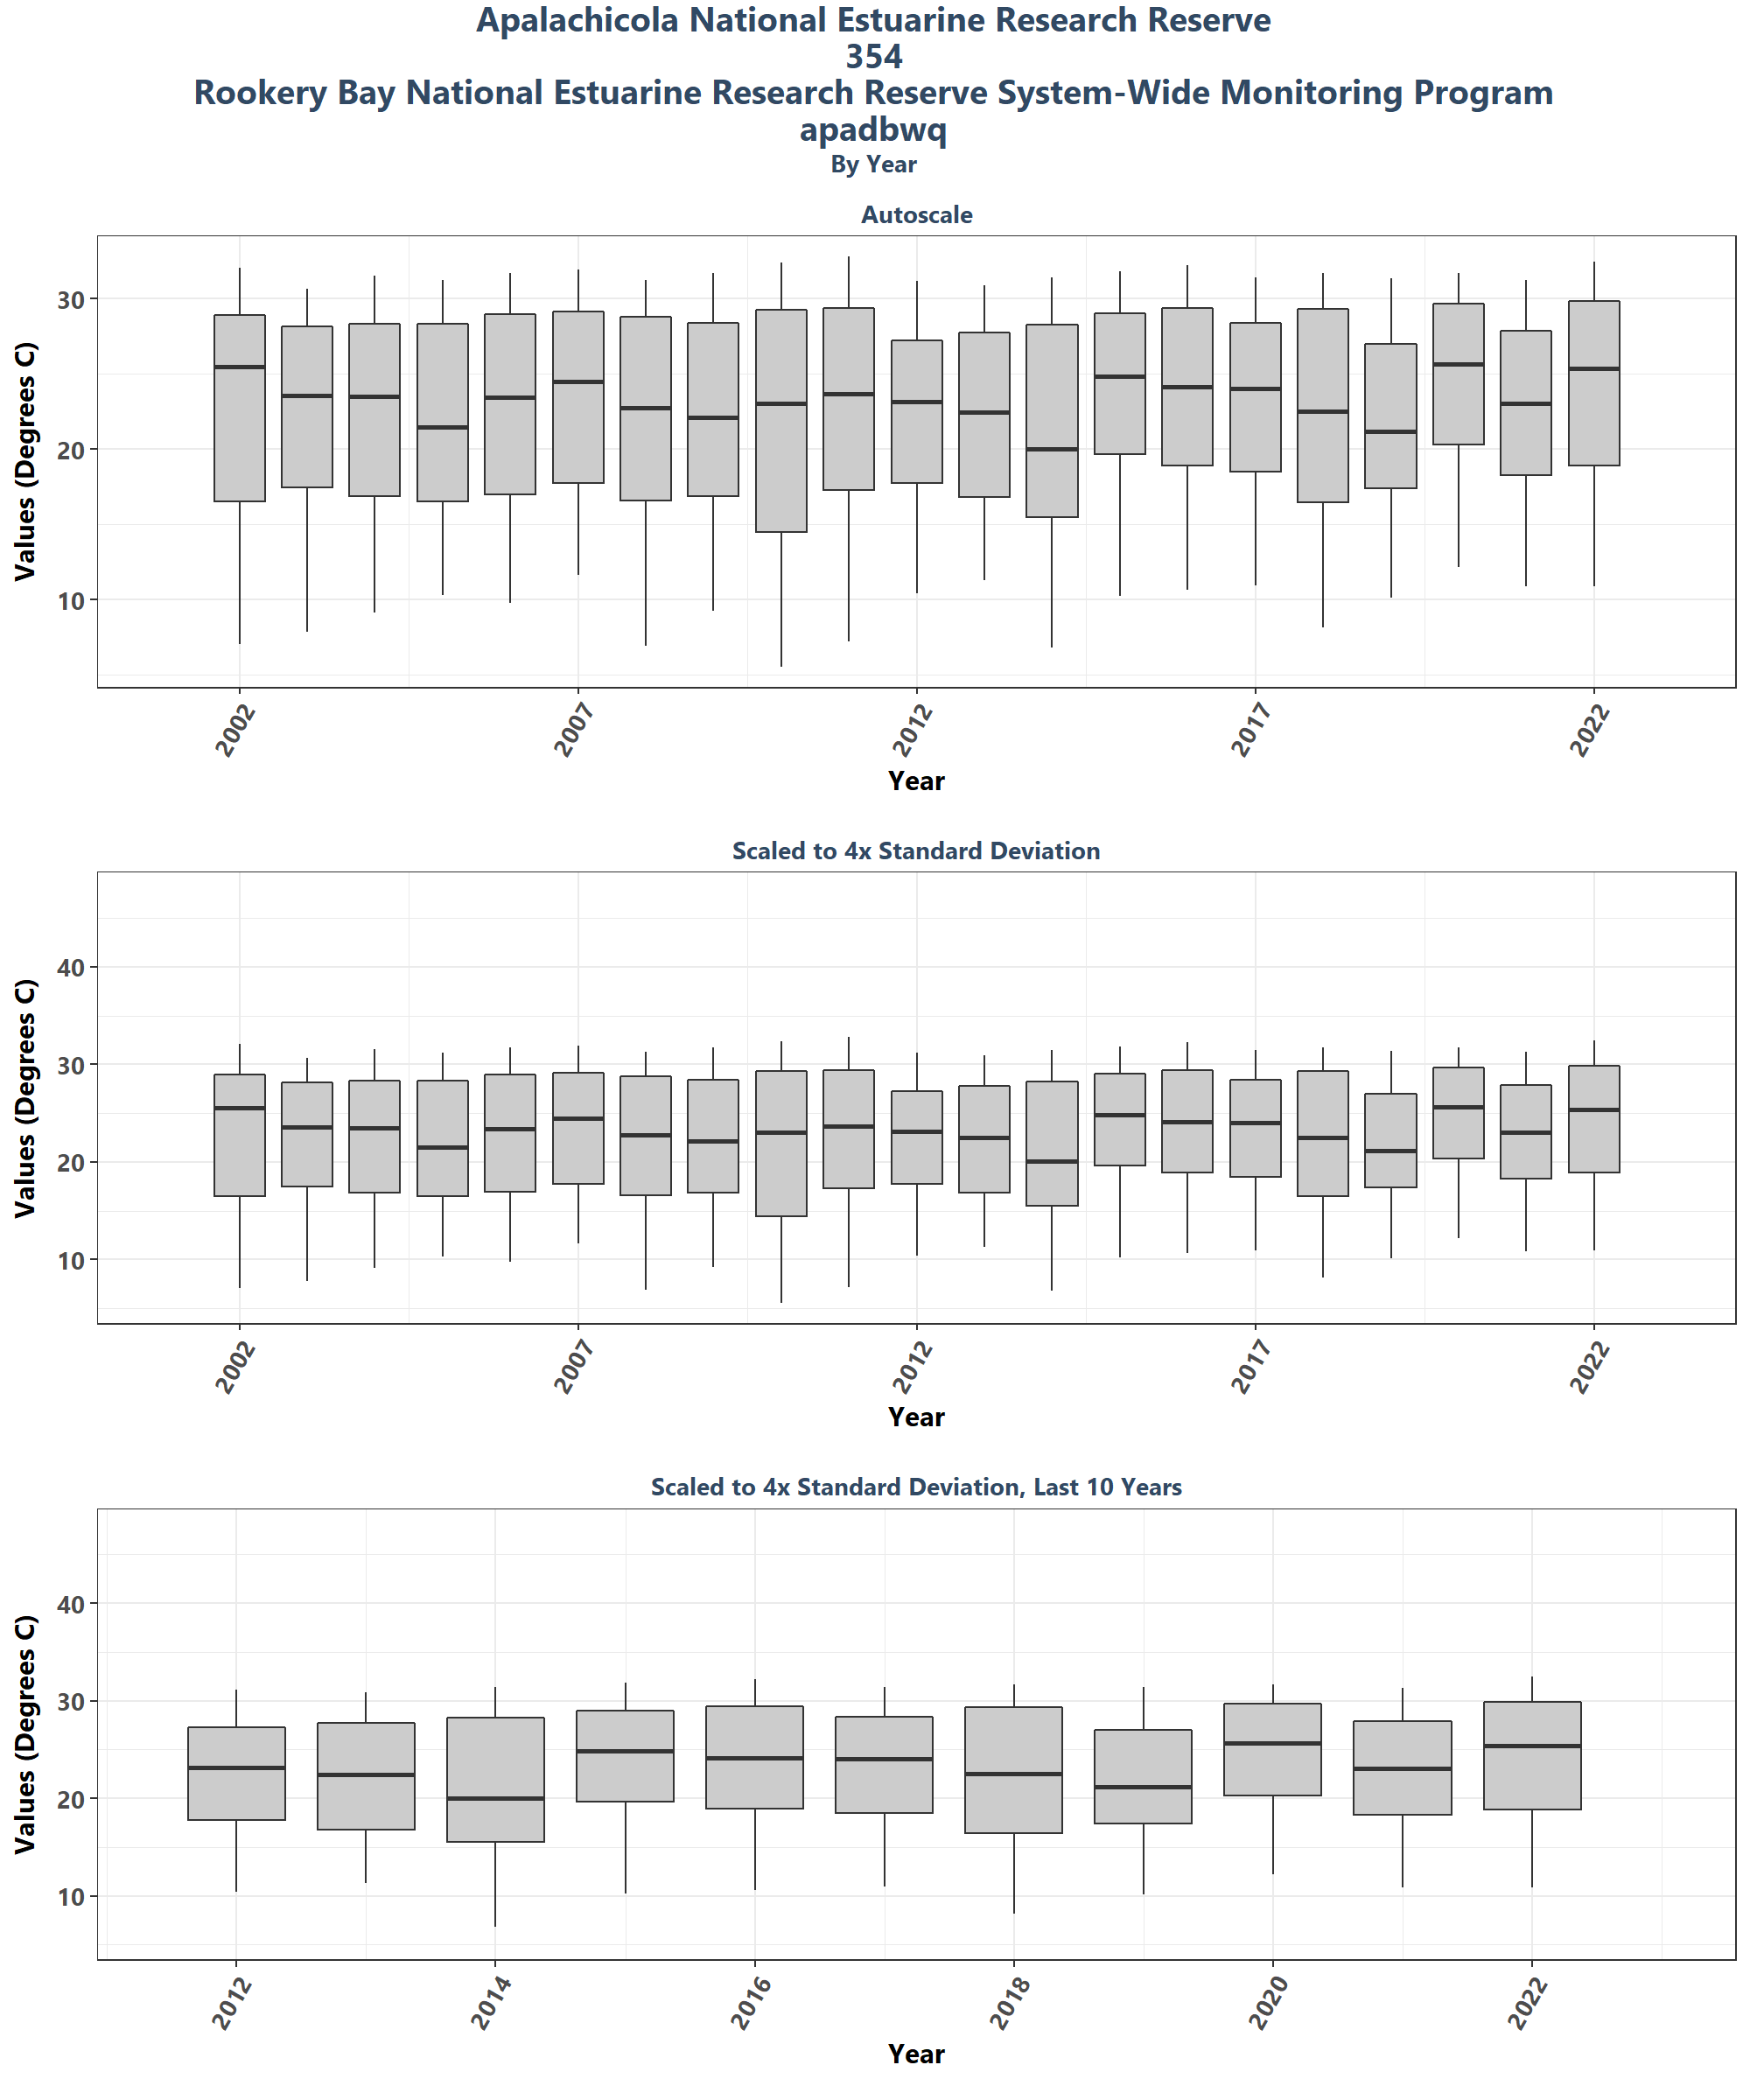 Apalachicola National Estuarine Research Reserve
354
Rookery Bay National Estuarine Research Reserve System-Wide Monitoring Program
apadbwq
By Year
Autoscale
Values (Degrees C)
30
20
10
2002 2007 2012 2017 2022
Year
Scaled to 4x Standard Deviation
Values (Degrees C)
40
30
20
10
2002 2007 2012 2017 2022
Year
Scaled to 4x Standard Deviation, Last 10 Years
Values (Degrees C)
40
30
20
10
2012 2014 2016 2018 2020 2022
Year